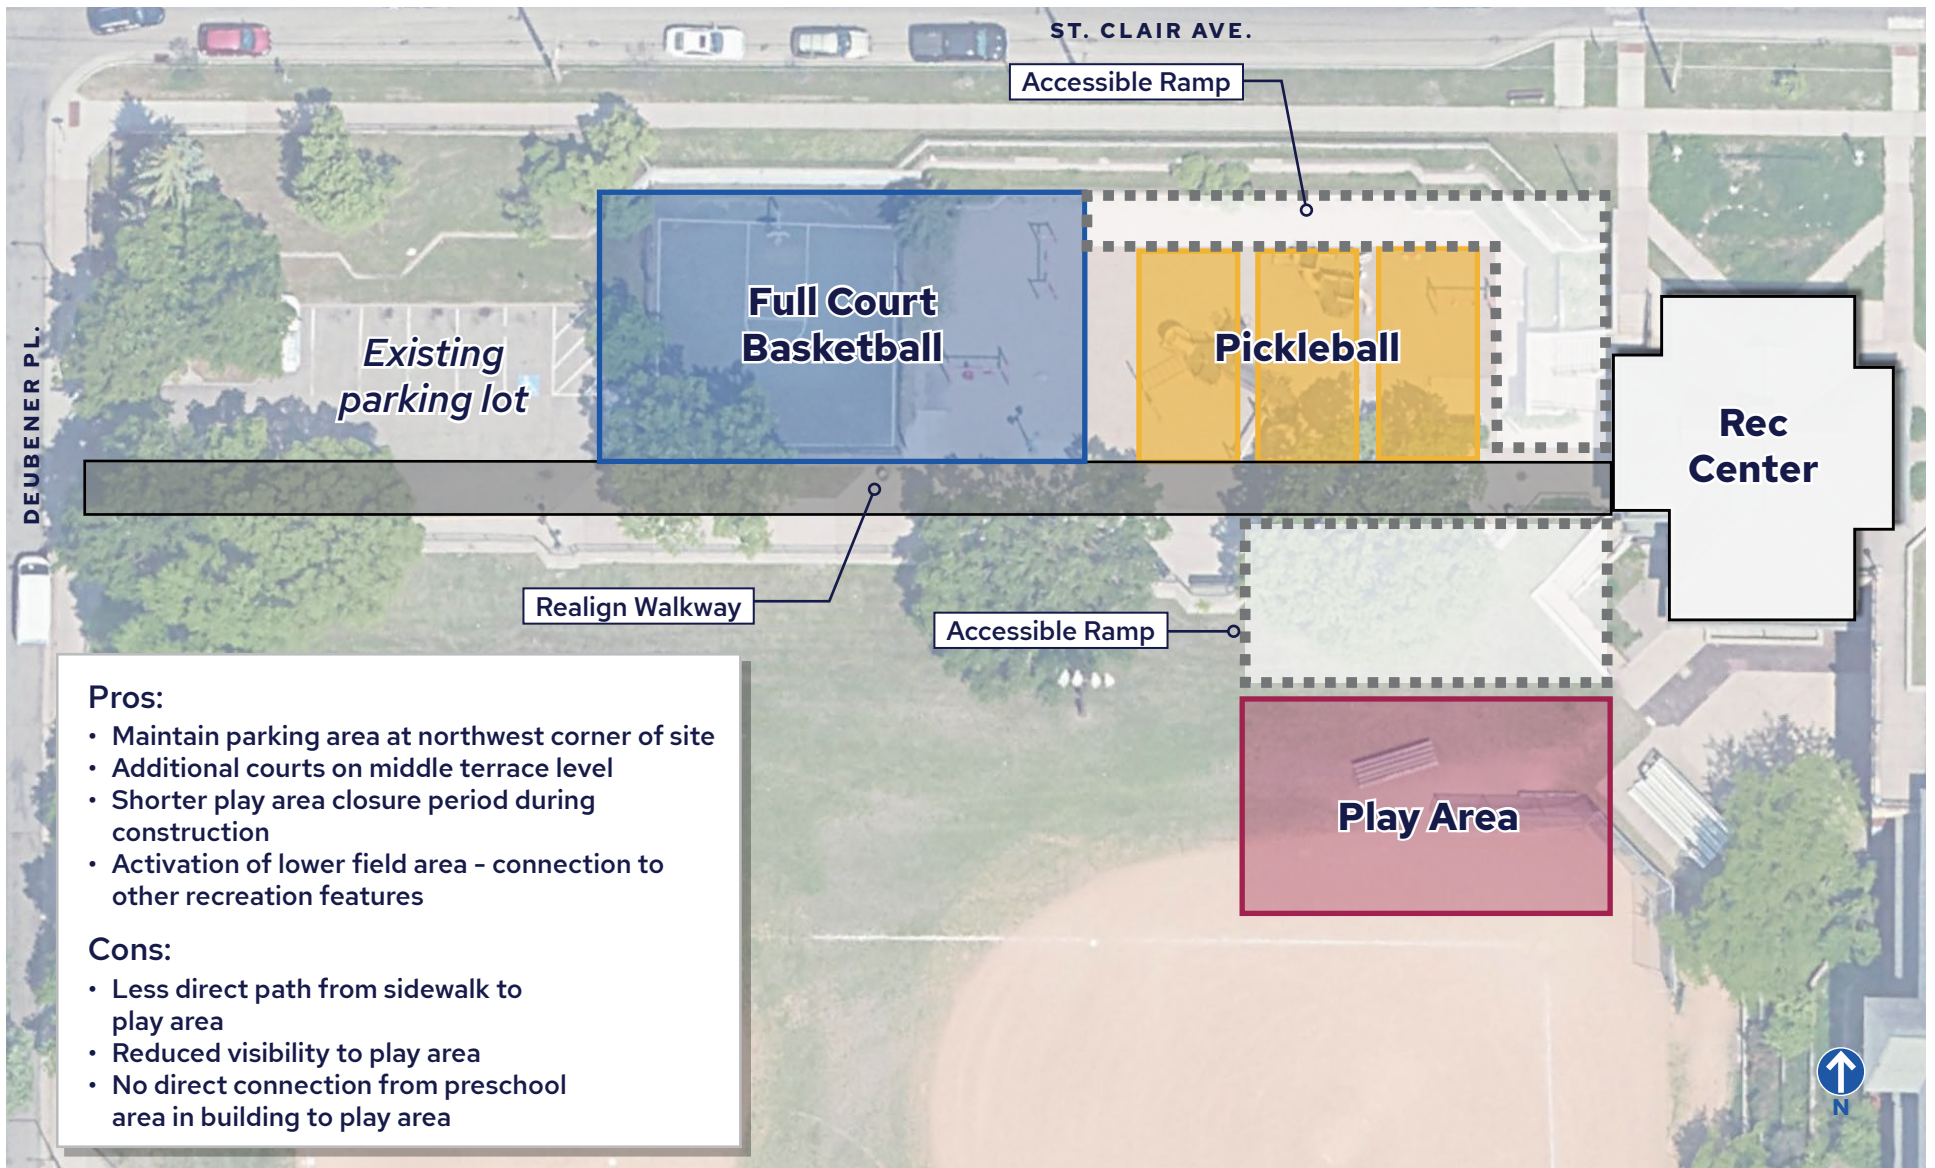 ST. CLAIR AVE.
Accessible Ramp
Full Court
Basketball
Pickleball
Existing
parking lot
DEUBENER PL.
Rec
Center
Realign Walkway
Accessible Ramp
Play Area
Pros:
• Maintain parking area at northwest corner of site
• Additional courts on middle terrace level
• Shorter play area closure period during
construction
• Activation of lower field area - connection to
other recreation features
Cons:
• Less direct path from sidewalk to
play area
• Reduced visibility to play area
• No direct connection from preschool
area in building to play area
N